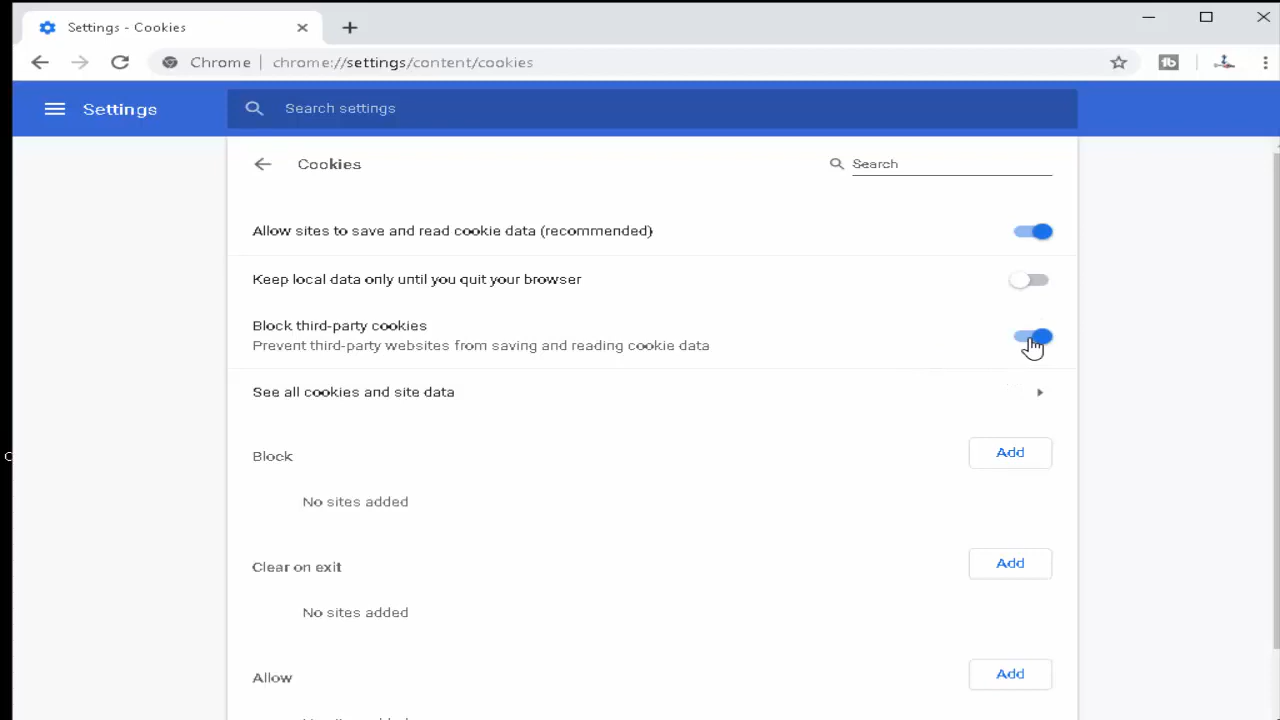 Settings - Cookies
Chrome | chrome://settings/content/cookies
Settings
Search settings
Cookies
Search
Allow sites to save and read cookie data (recommended)
Keep local data only until you quit your browser
Block third-party cookies
Prevent third-party websites from saving and reading cookie data
See all cookies and site data
Block
Add
No sites added
Clear on exit
Add
No sites added
Allow
Add